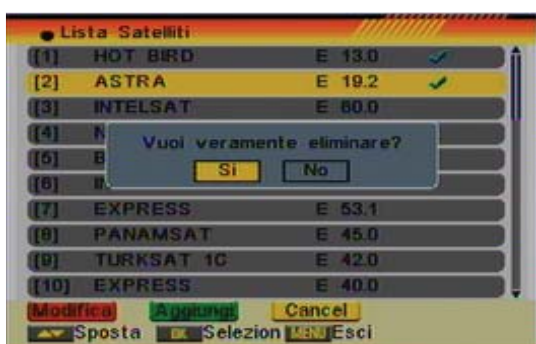 Lista Satelliti
[1] HOT BIRD E 13.0
[2] ASTRA E 19.2
[3] INTELSAT E 60.0
[4] N
Vuoi veramente eliminare?
[5] B
Si No
[6]
[7] EXPRESS E 53.1
[8] PANAMSAT E 45.0
[9] TURKSAT 1C E 42.0
[10] EXPRESS E 40.0
Modifica Aggiungi Cancel
Sposta OK Selezion MENU Esci